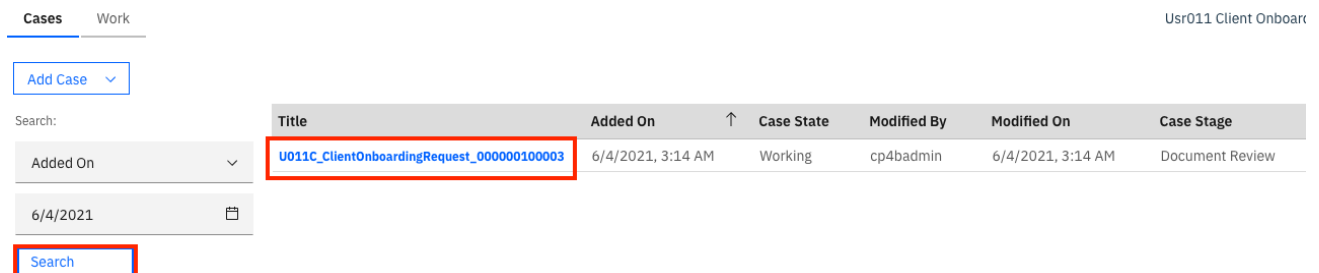 Cases Work
Usr011 Client Onboard
Add Case
Search:
Added On
6/4/2021
Search
Title Added On Case State Modified By Modified On Case Stage
U011C_ClientOnboardingRequest_000000100003 6/4/2021, 3:14 AM Working cp4badmin 6/4/2021, 3:14 AM Document Review